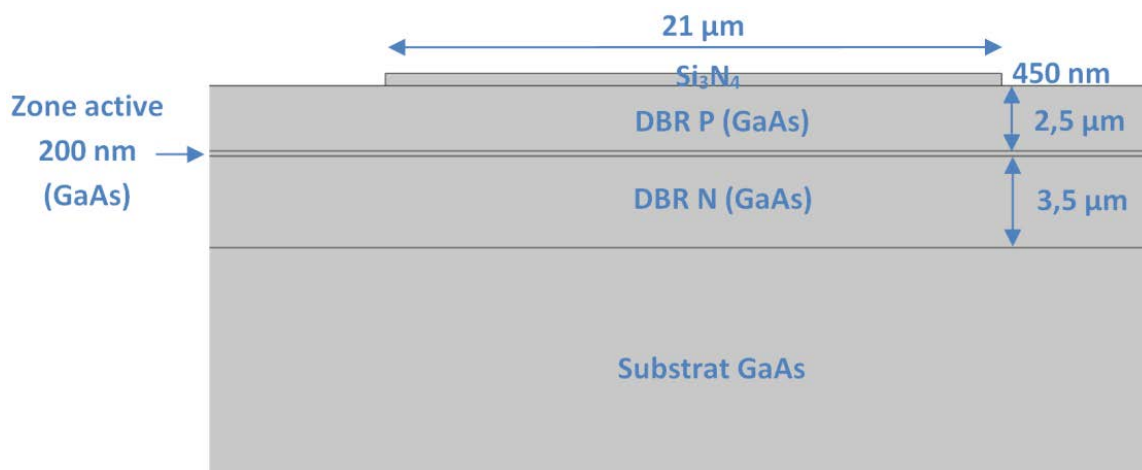 21 µm
Si₃N₄
450 nm
Zone active
200 nm
(GaAs)
DBR P (GaAs)
2,5 µm
DBR N (GaAs)
3,5 µm
Substrat GaAs